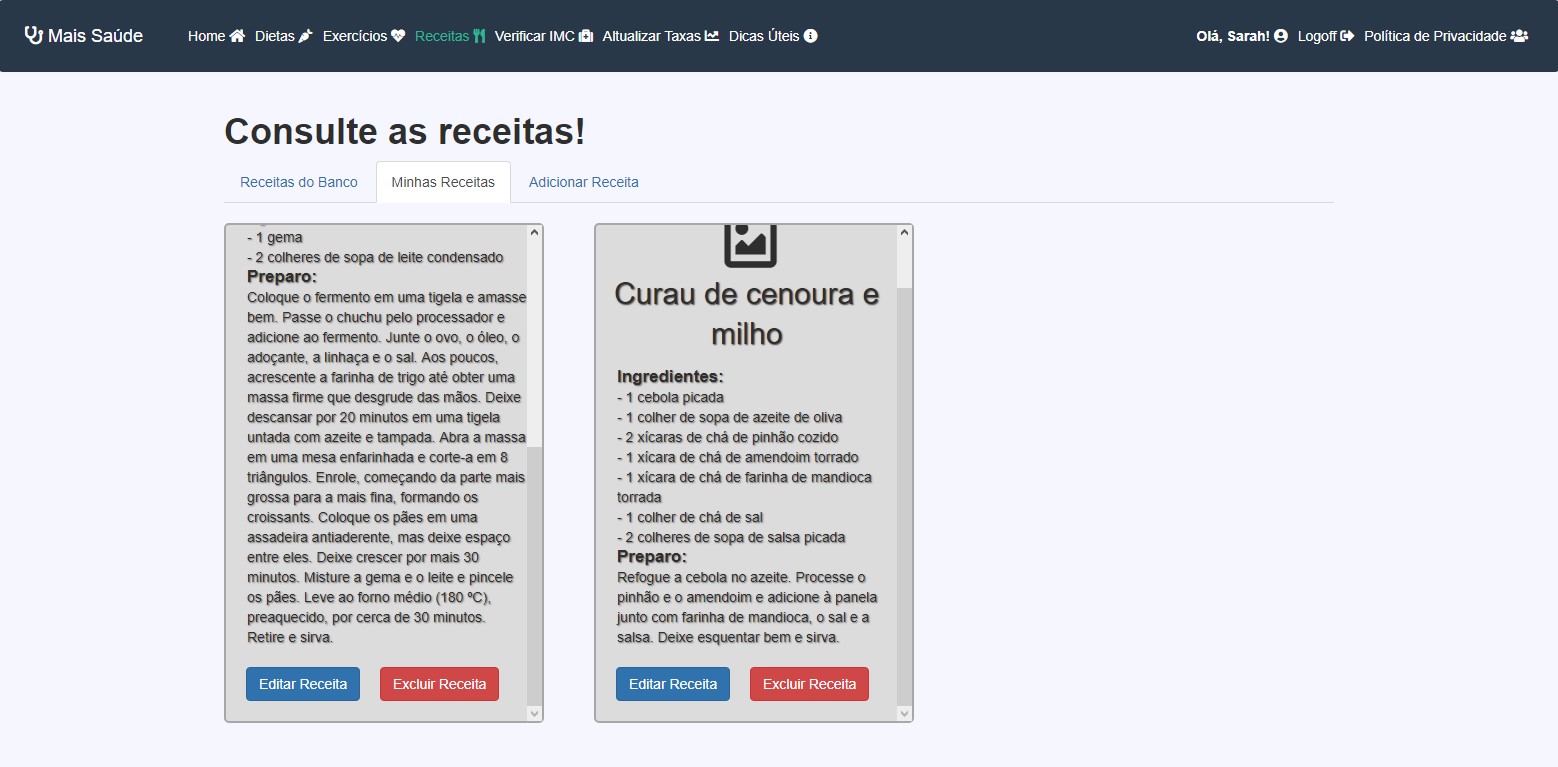 Mais Saúde
Home Dietas Exercícios Receitas Verificar IMC Altualizar Taxas Dicas Úteis
Olá, Sarah! Logoff Política de Privacidade
Consulte as receitas!
Receitas do Banco Minhas Receitas Adicionar Receita
- 1 gema
- 2 colheres de sopa de leite condensado
Preparo:
Coloque o fermento em uma tigela e amasse
bem. Passe o chuchu pelo processador e
adicione ao fermento. Junte o ovo, o óleo, o
adoçante, a linhaça e o sal. Aos poucos,
acrescente a farinha de trigo até obter uma
massa firme que desgrude das mãos. Deixe
descansar por 20 minutos em uma tigela
untada com azeite e tampada. Abra a massa
em uma mesa enfarinhada e corte-a em 8
triângulos. Enrole, começando da parte mais
grossa para a mais fina, formando os
croissants. Coloque os pães em uma
assadeira antiaderente, mas deixe espaço
entre eles. Deixe crescer por mais 30
minutos. Misture a gema e o leite e pincele
os pães. Leve ao forno médio (180 ºC),
preaquecido, por cerca de 30 minutos.
Retire e sirva.
Editar Receita Excluir Receita
Curau de cenoura e
milho
Ingredientes:
- 1 cebola picada
- 1 colher de sopa de azeite de oliva
- 2 xícaras de chá de pinhão cozido
- 1 xícara de chá de amendoim torrado
- 1 xícara de chá de farinha de mandioca
torrada
- 1 colher de chá de sal
- 2 colheres de sopa de salsa picada
Preparo:
Refogue a cebola no azeite. Processe o
pinhão e o amendoim e adicione à panela
junto com farinha de mandioca, o sal e a
salsa. Deixe esquentar bem e sirva.
Editar Receita Excluir Receita